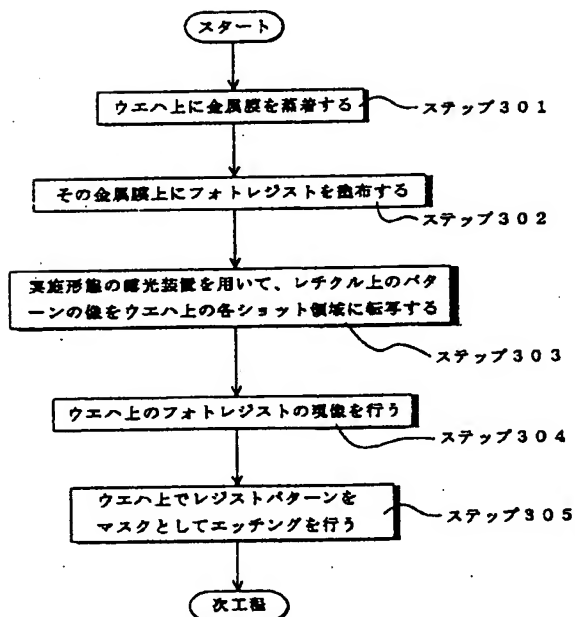 スタート
ウエハ上に金属膜を蒸着する
ステップ301
その金属膜上にフォトレジストを塗布する
ステップ302
実施形態の露光装置を用いて、レチクル上のパタ
ーンの像をウエハ上の各ショット領域に転写する
ステップ303
ウエハ上のフォトレジストの現像を行う
ステップ304
ウエハ上でレジストパターンを
マスクとしてエッチングを行う
ステップ305
次工程